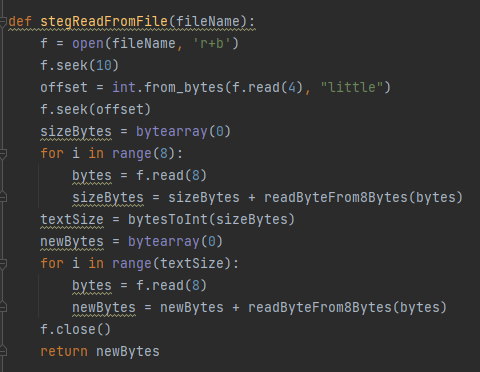 def stegReadFromFile(fileName):
    f = open(fileName, 'r+b')
    f.seek(10)
    offset = int.from_bytes(f.read(4), "little")
    f.seek(offset)
    sizeBytes = bytearray(0)
    for i in range(8):
        bytes = f.read(8)
        sizeBytes = sizeBytes + readByteFrom8Bytes(bytes)
    textSize = bytesToInt(sizeBytes)
    newBytes = bytearray(0)
    for i in range(textSize):
        bytes = f.read(8)
        newBytes = newBytes + readByteFrom8Bytes(bytes)
    f.close()
    return newBytes